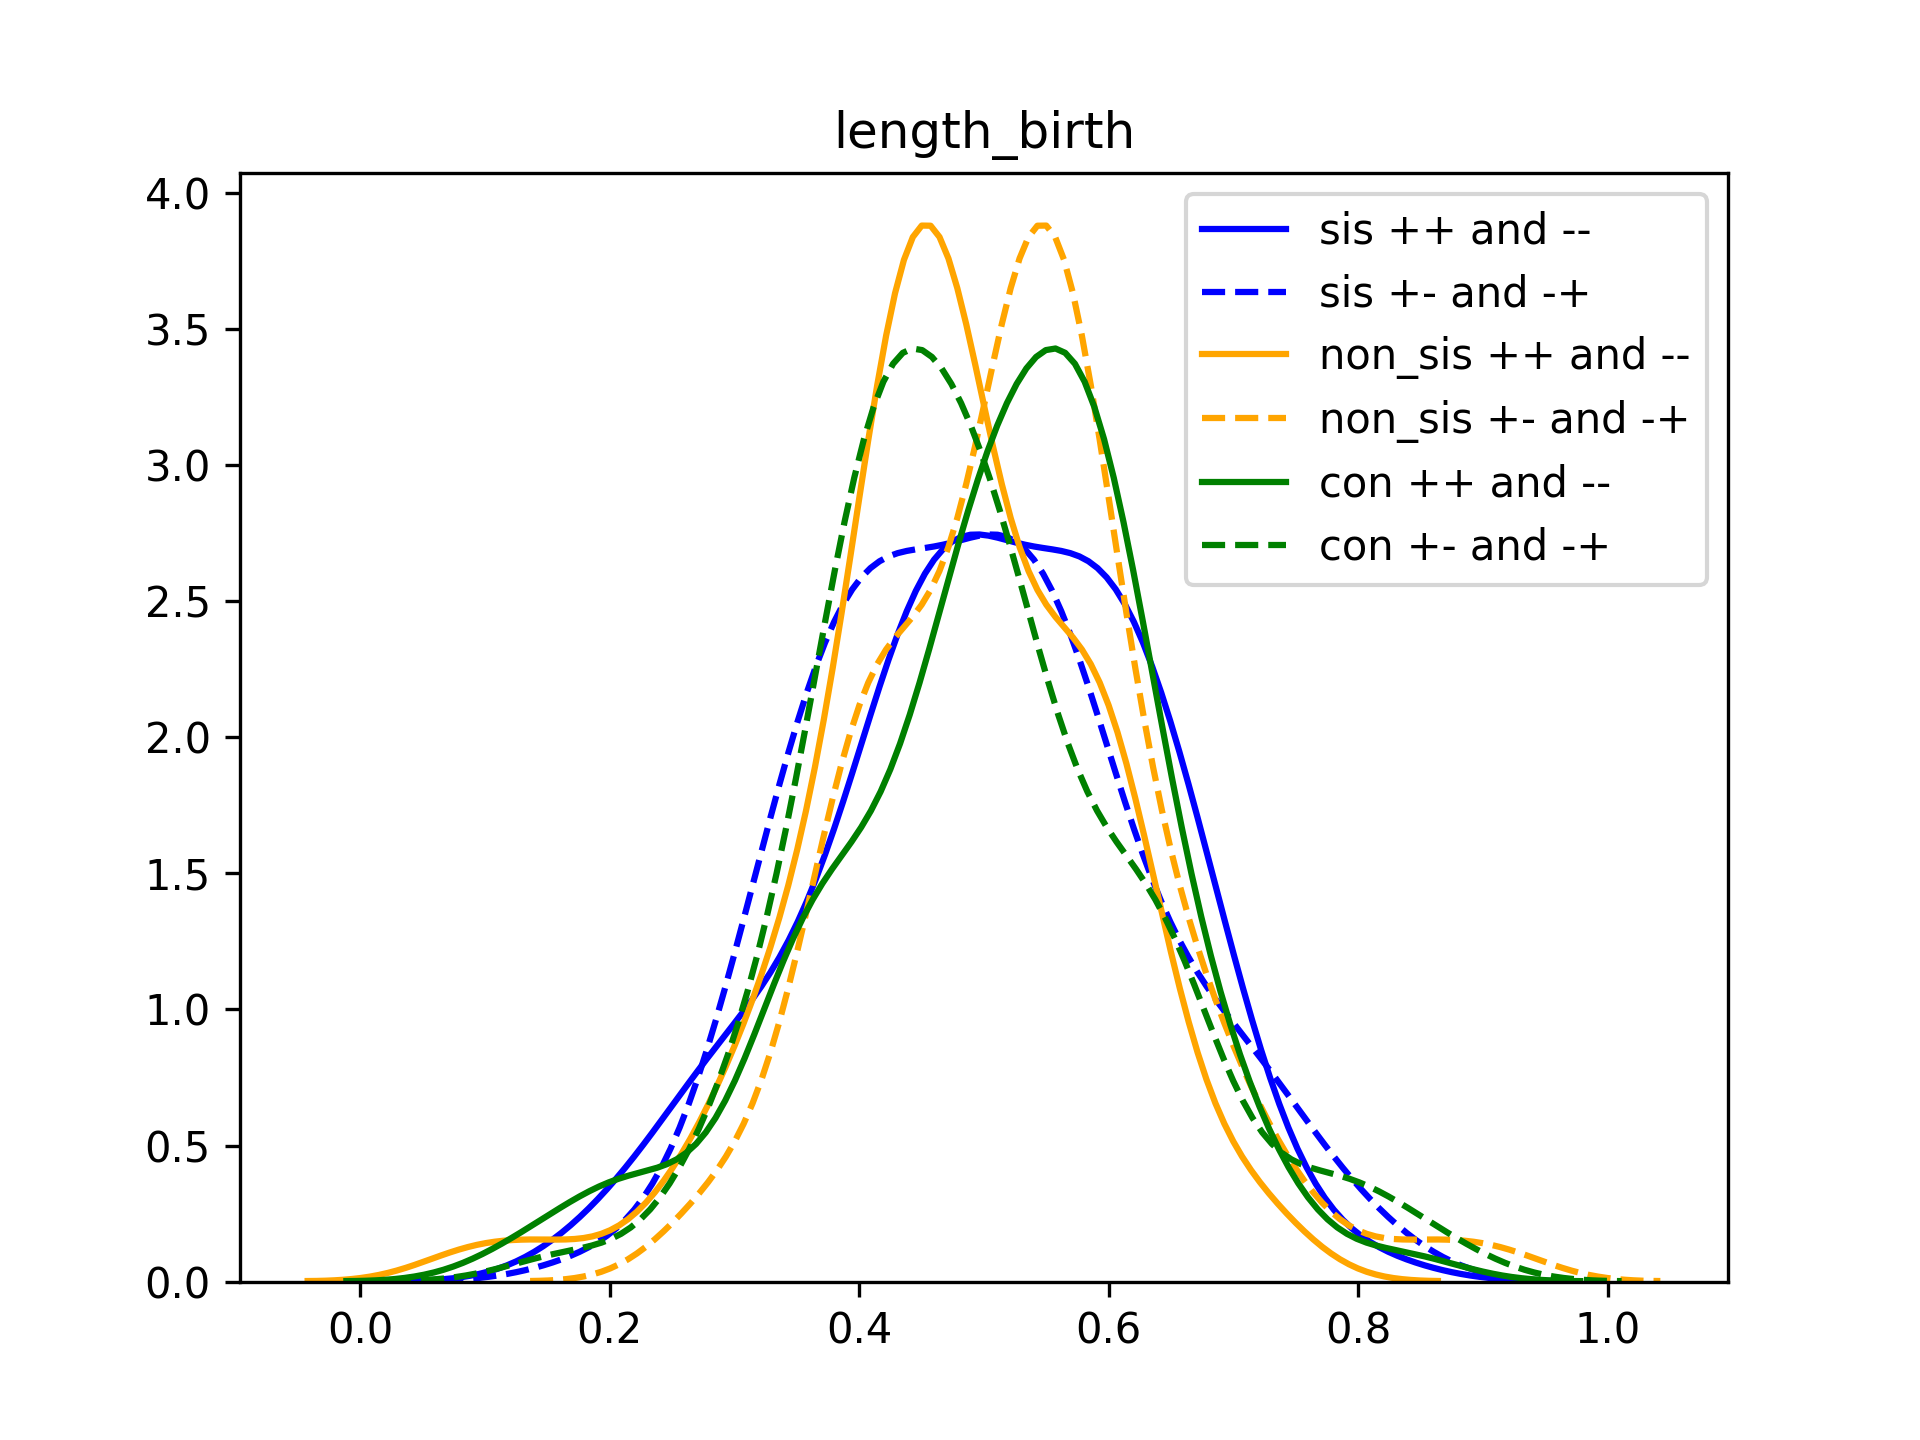 length_birth
4.0
3.5
3.0
2.5
2.0
1.5
1.0
0.5
0.0
sis ++ and --
sis +- and -+
non_sis ++ and --
non_sis +- and -+
con ++ and --
con +- and -+
0.0 0.2 0.4 0.6 0.8 1.0